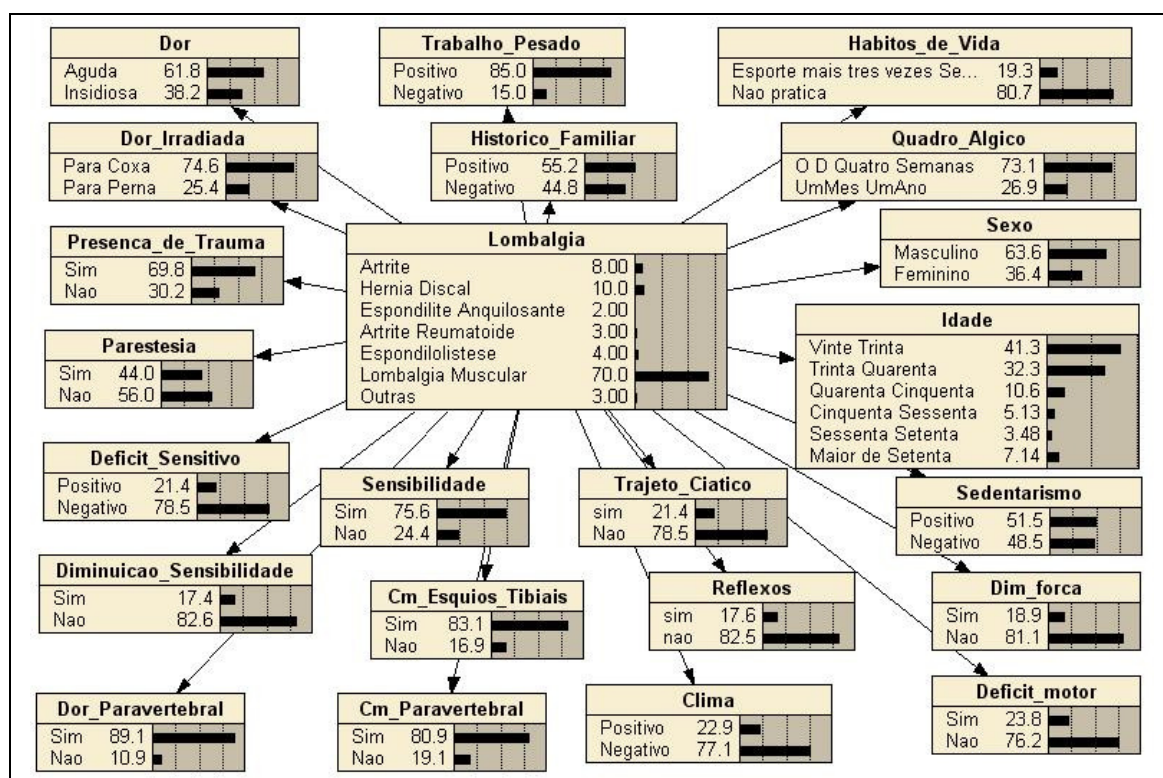 Dor
Aguda 61.8
Insidiosa 38.2
Trabalho_Pesado
Positivo 85.0
Negativo 15.0
Habitos_de_Vida
Esporte mais tres vezes Se... 19.3
Nao pratica 80.7
Dor_Irradiada
Para Coxa 74.6
Para Perna 25.4
Historico_Familiar
Positivo 55.2
Negativo 44.8
Quadro_Algico
O D Quatro Semanas 73.1
UmMes UmAno 26.9
Presenca_de_Trauma
Sim 69.8
Nao 30.2
Lombalgia
Artrite 8.00
Hernia Discal 10.0
Espondilite Anquilosante 2.00
Artrite Reumatoide 3.00
Espondilolistese 4.00
Lombalgia Muscular 70.0
Outras 3.00
Sexo
Masculino 63.6
Feminino 36.4
Parestesia
Sim 44.0
Nao 56.0
Idade
Vinte Trinta 41.3
Trinta Quarenta 32.3
Quarenta Cinquenta 10.6
Cinquenta Sessenta 5.13
Sessenta Setenta 3.48
Maior de Setenta 7.14
Deficit_Sensitivo
Positivo 21.4
Negativo 78.5
Sensibilidade
Sim 75.6
Nao 24.4
Trajeto_Ciatico
sim 21.4
Nao 78.5
Sedentarismo
Positivo 51.5
Negativo 48.5
Diminuicao_Sensibilidade
Sim 17.4
Nao 82.6
Cm_Esquios_Tibiais
Sim 83.1
Nao 16.9
Reflexos
sim 17.6
nao 82.5
Dim_forca
Sim 18.9
Nao 81.1
Dor_Paravertebral
Sim 89.1
Nao 10.9
Cm_Paravertebral
Sim 80.9
Nao 19.1
Clima
Positivo 22.9
Negativo 77.1
Deficit_motor
Sim 23.8
Nao 76.2